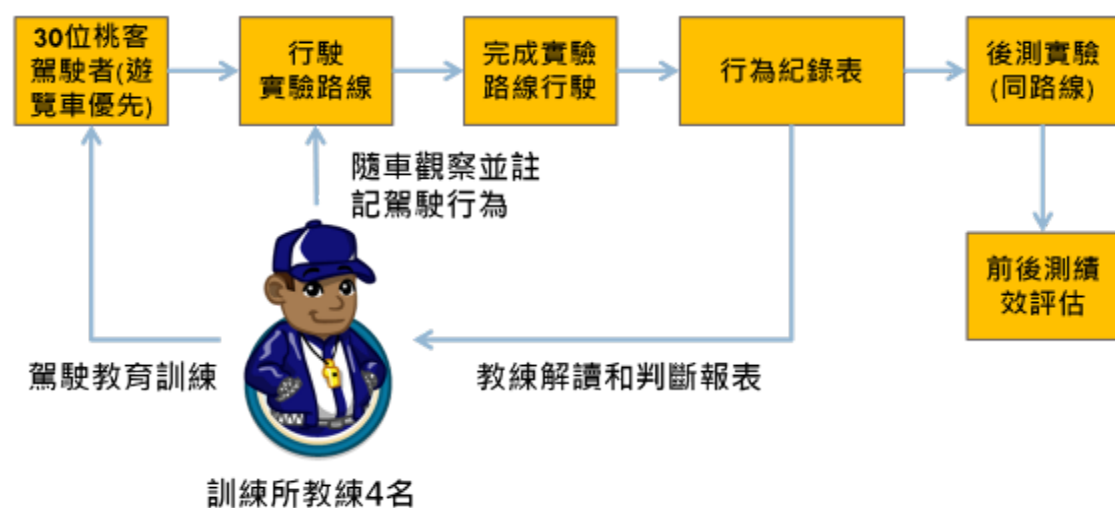 30位桃客
駕駛者(遊
覽車優先)
行駛
實驗路線
完成實驗
路線行駛
行為紀錄表
後測實驗
(同路線)
隨車觀察並註
記駕駛行為
前後測績
效評估
駕駛教育訓練
教練解讀和判斷報表
訓練所教練4名